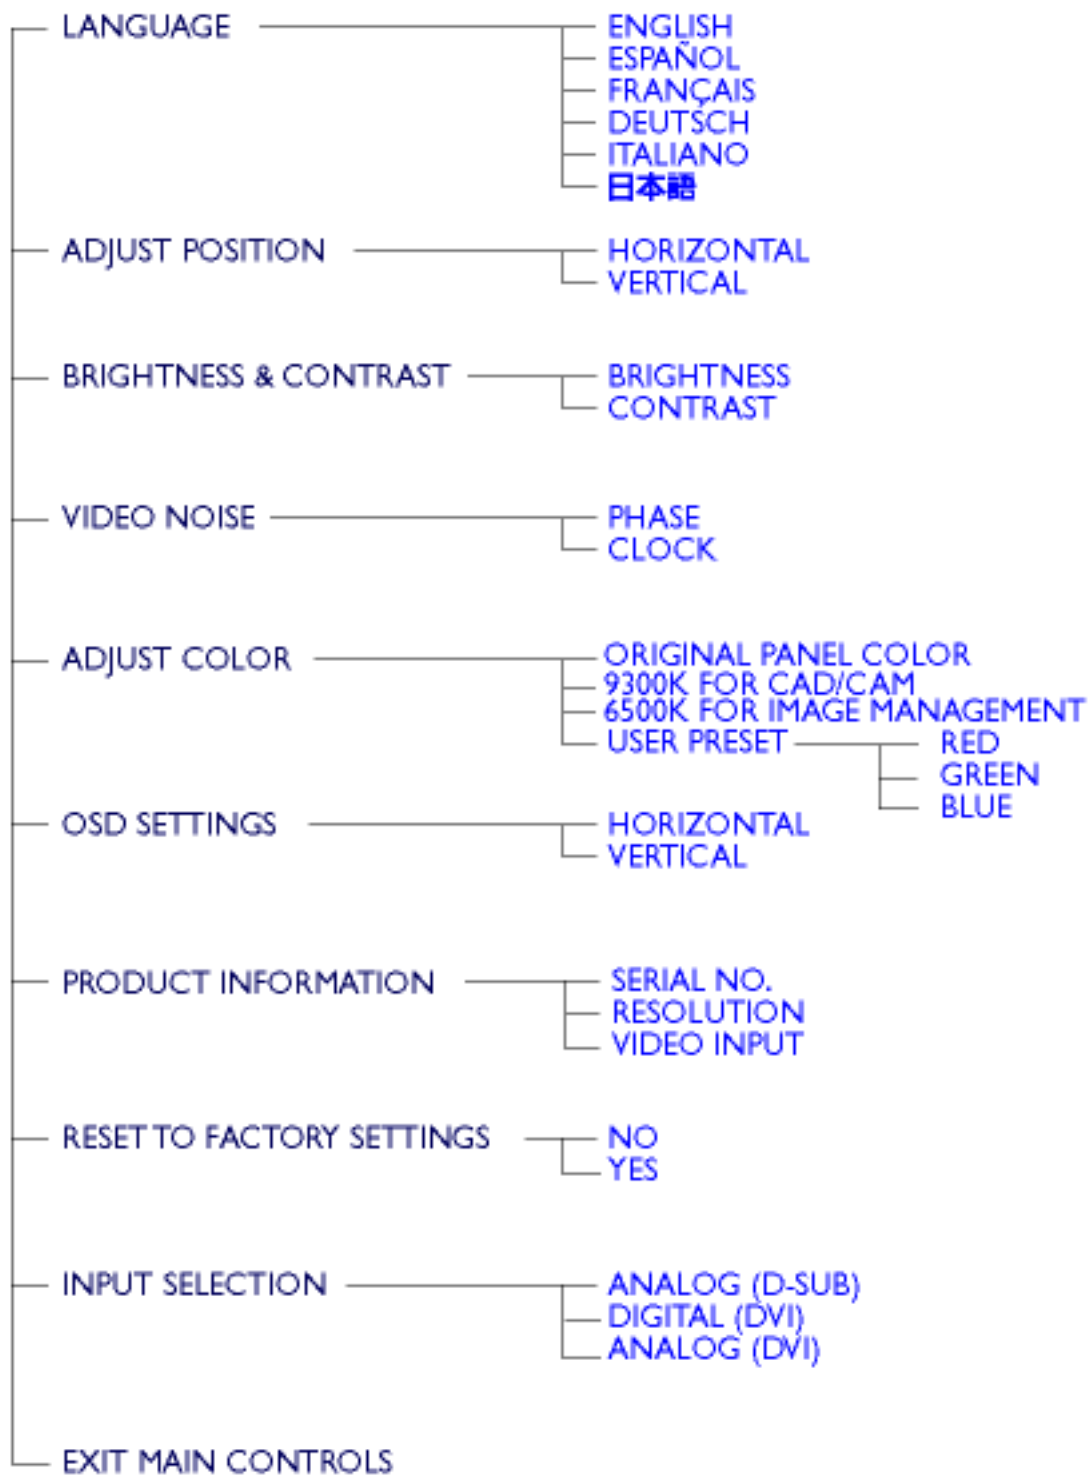 LANGUAGE ENGLISH
ESPAÑOL
FRANÇAIS
DEUTSCH
ITALIANO
日本語
ADJUST POSITION HORIZONTAL
VERTICAL
BRIGHTNESS & CONTRAST BRIGHTNESS
CONTRAST
VIDEO NOISE PHASE
CLOCK
ADJUST COLOR ORIGINAL PANEL COLOR
9300K FOR CAD/CAM
6500K FOR IMAGE MANAGEMENT
USER PRESET RED
GREEN
BLUE
OSD SETTINGS HORIZONTAL
VERTICAL
PRODUCT INFORMATION SERIAL NO.
RESOLUTION
VIDEO INPUT
RESET TO FACTORY SETTINGS NO
YES
INPUT SELECTION ANALOG (D-SUB)
DIGITAL (DVI)
ANALOG (DVI)
EXIT MAIN CONTROLS